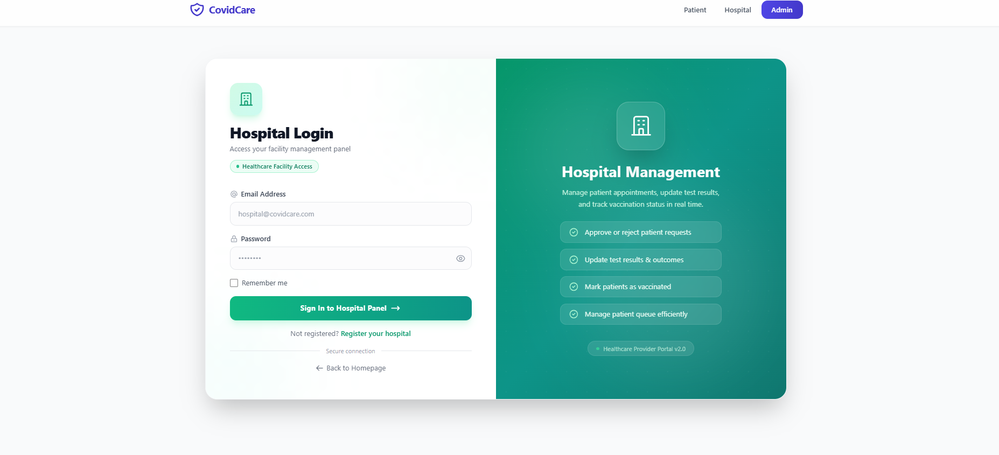 CovidCare
Patient
Hospital
Admin
Hospital Login
Access your facility management panel
Healthcare Facility Access
Email Address
hospital@covidcare.com
Password
••••••••
Remember me
Sign In to Hospital Panel →
Not registered? Register your hospital
Secure connection
← Back to Homepage
Hospital Management
Manage patient appointments, update test results,
and track vaccination status in real time.
Approve or reject patient requests
Update test results & outcomes
Mark patients as vaccinated
Manage patient queue efficiently
Healthcare Provider Portal v2.0